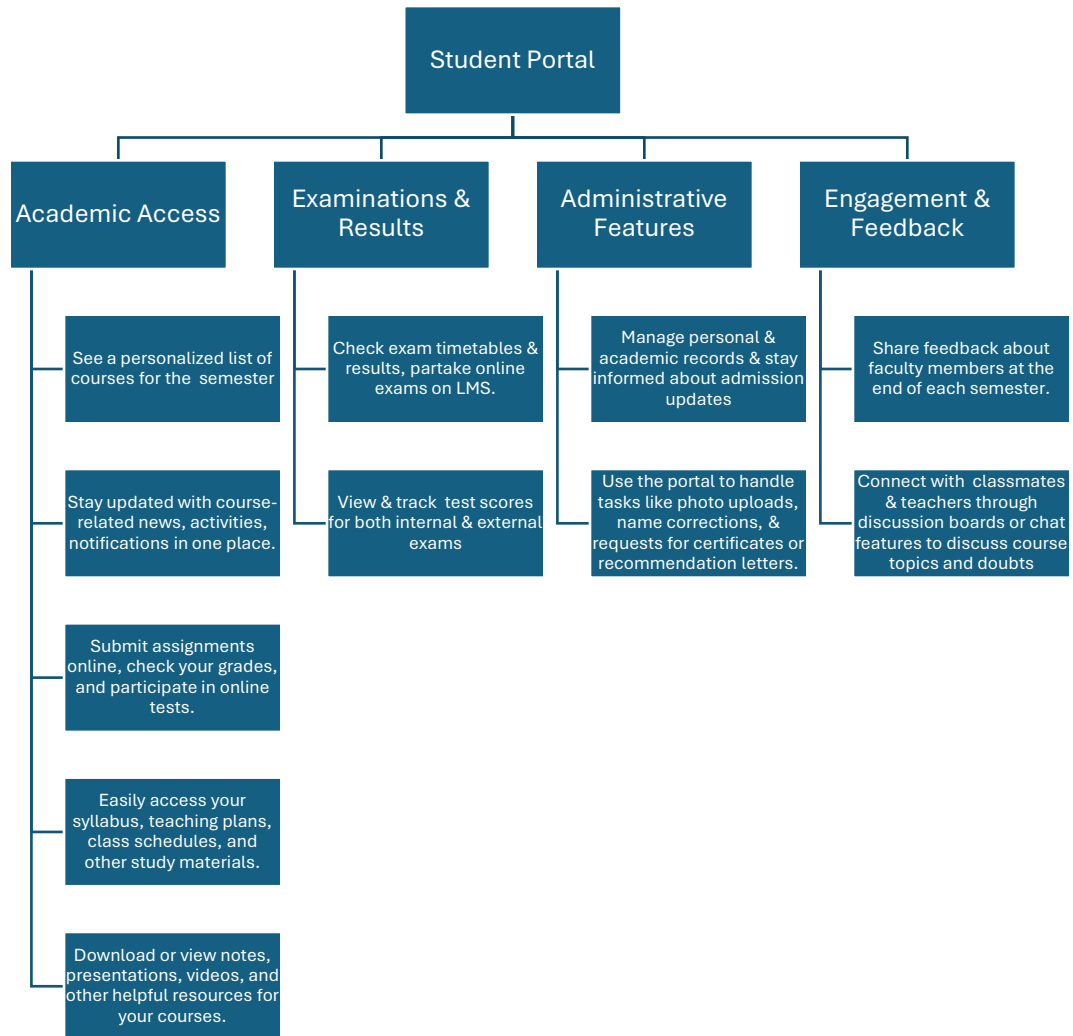 Student Portal
Academic Access
See a personalized list of
courses for the  semester
Stay updated with course-
related news, activities,
notifications in one place.
Submit assignments
online, check your grades,
and participate in online
tests.
Easily access your
syllabus, teaching plans,
class schedules, and
other study materials.
Download or view notes,
presentations, videos, and
other helpful resources for
your courses.
Examinations &
Results
Check exam timetables &
results, partake online
exams on LMS.
View & track test scores
for both internal & external
exams
Administrative
Features
Manage personal &
academic records & stay
informed about admission
updates
Use the portal to handle
tasks like photo uploads,
name corrections, &
requests for certificates or
recommendation letters.
Engagement &
Feedback
Share feedback about
faculty members at the
end of each semester.
Connect with  classmates
& teachers through
discussion boards or chat
features to discuss course
topics and doubts